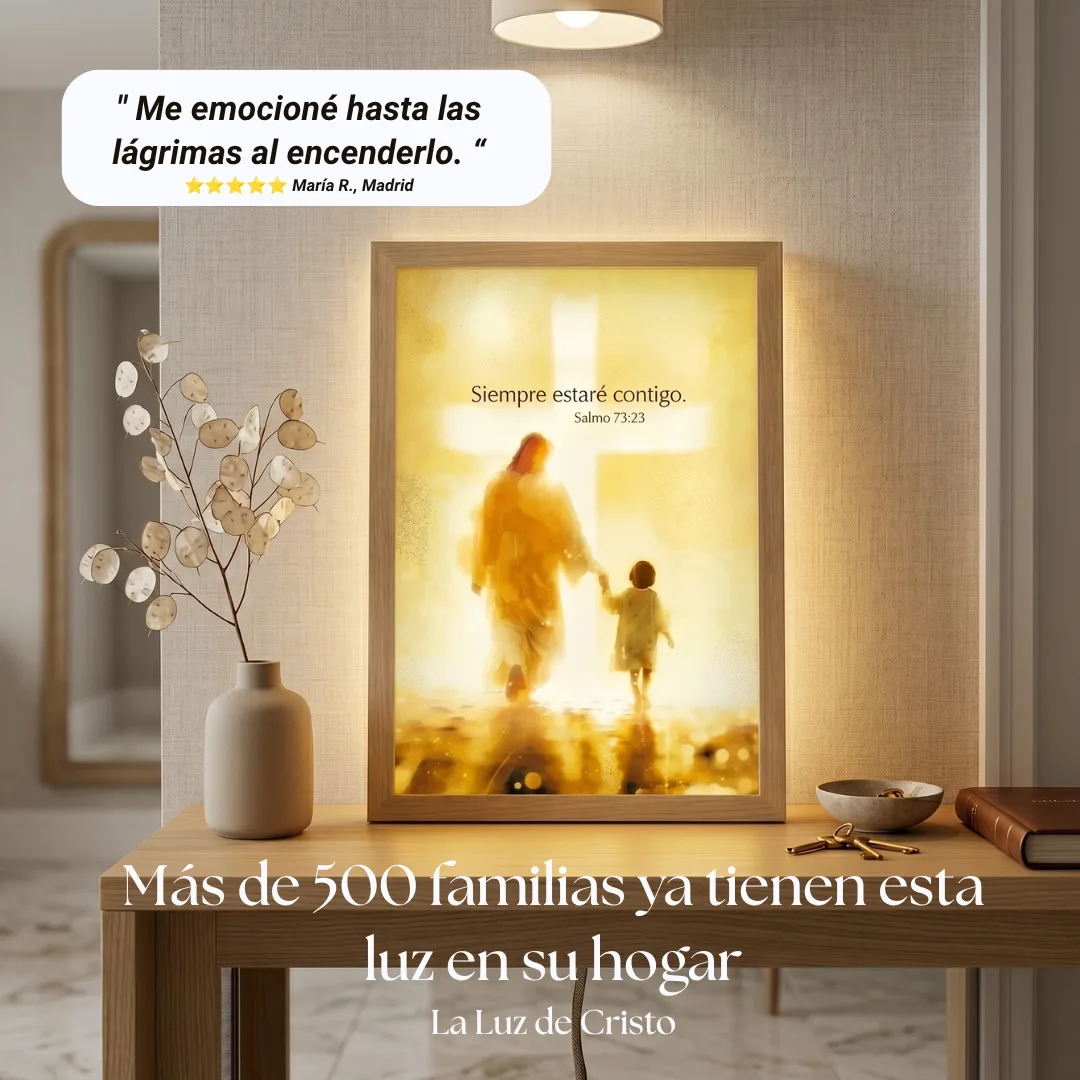 " Me emocioné hasta las
lágrimas al encenderlo. “
⭐⭐⭐⭐⭐ María R., Madrid
Siempre estaré contigo.
Salmo 73:23
Más de 500 familias ya tienen esta
luz en su hogar
La Luz de Cristo